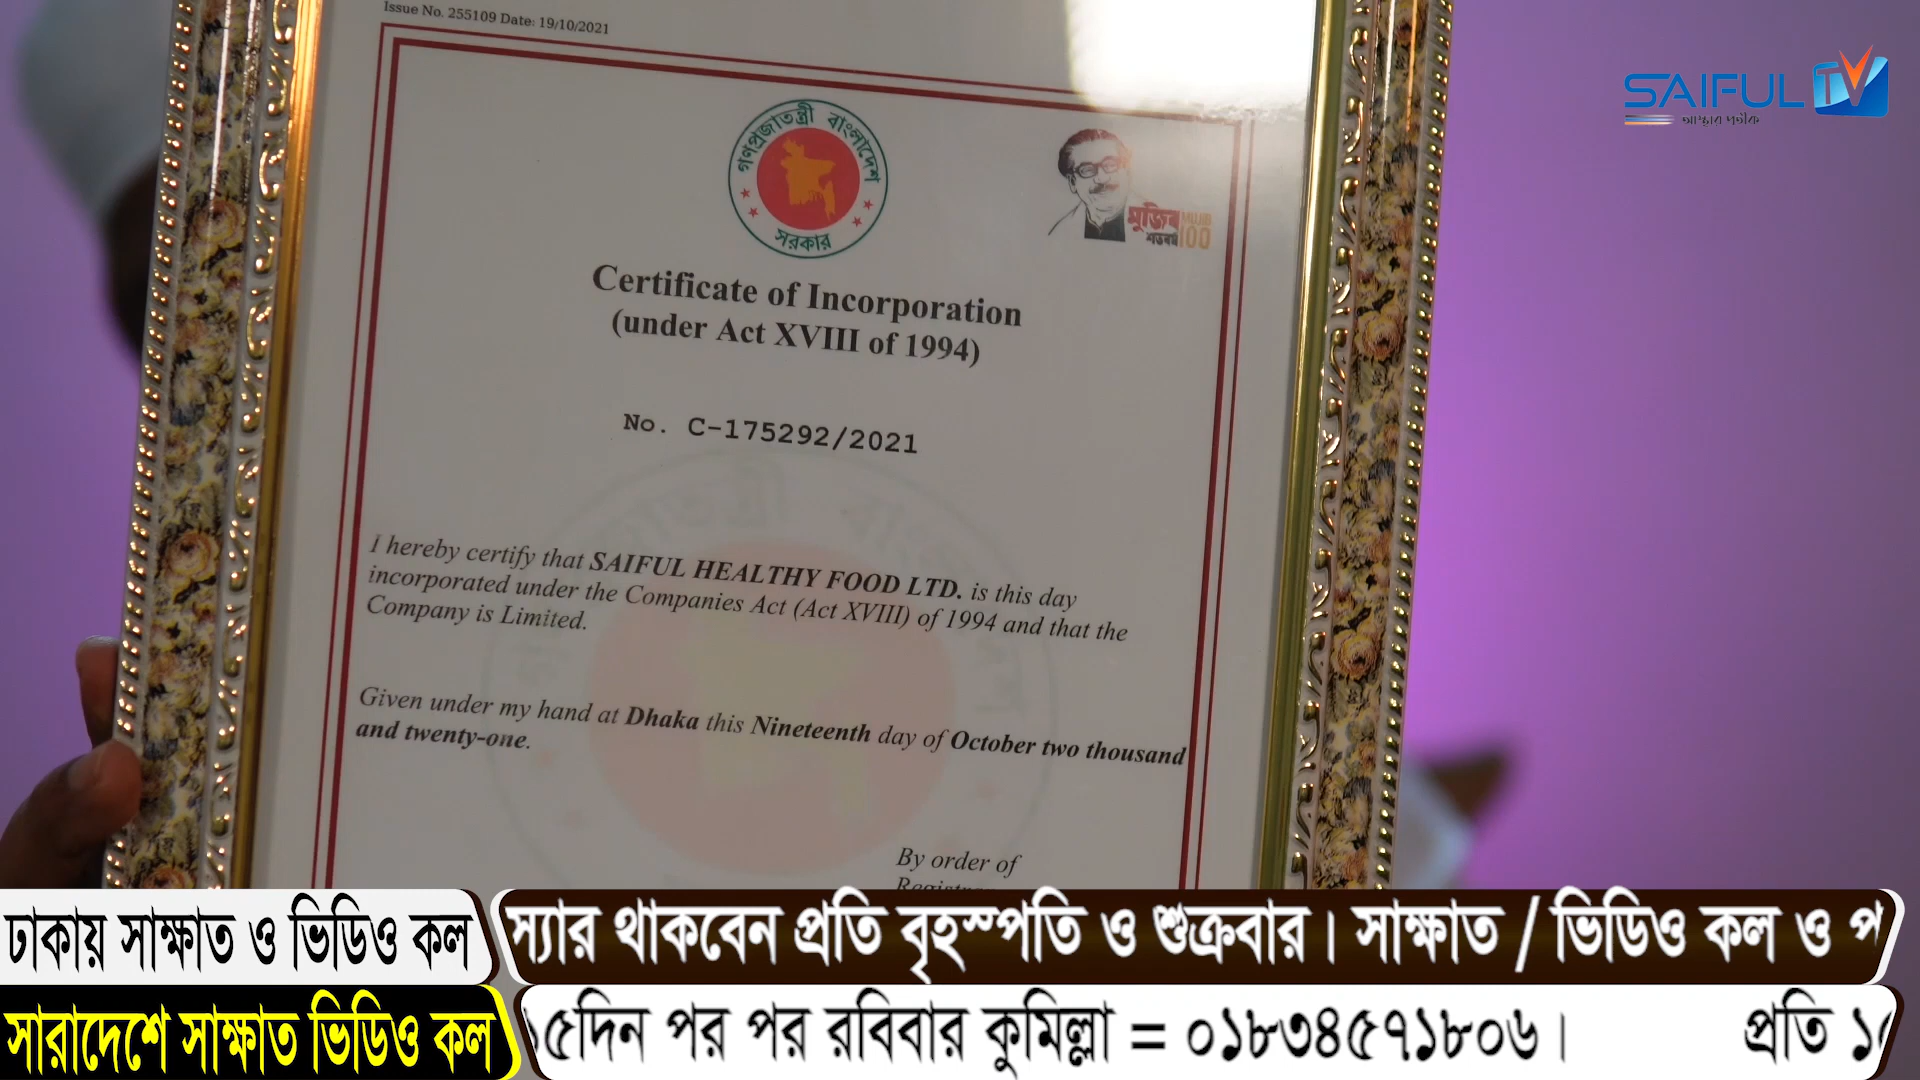 Issue No. 255109 Date: 19/10/2021
SAIFUL TV
আস্থার প্রতীক
গণপ্রজাতন্ত্রী বাংলাদেশ
সরকার
মুজিব
শতবর্ষ
MUJIB
100
Certificate of Incorporation
(under Act XVIII of 1994)
No. C-175292/2021
I hereby certify that SAIFUL HEALTHY FOOD LTD. is this day
incorporated under the Companies Act (Act XVIII) of 1994 and that the
Company is Limited.
Given under my hand at Dhaka this Nineteenth day of October two thousand
and twenty-one.
By order of
ঢাকায় সাক্ষাত ও ভিডিও কল
স্যার থাকবেন প্রতি বৃহস্পতি ও শুক্রবার। সাক্ষাত / ভিডিও কল ও প
সারাদেশে সাক্ষাত ভিডিও কল
১৫দিন পর পর রবিবার কুমিল্লা = ০১৮৩৪৫৭১৮০৬। প্রতি ১৫